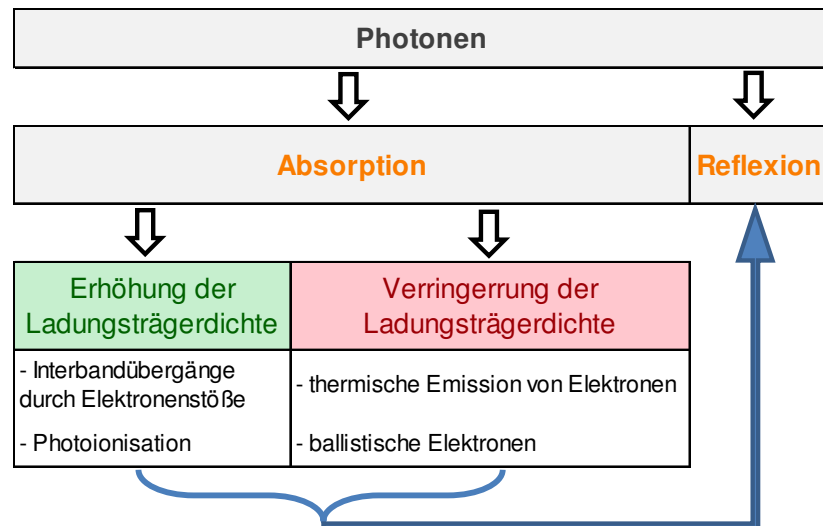 Photonen
Absorption
Reflexion
Erhöhung der
Ladungsträgerdichte
Verringerrung der
Ladungsträgerdichte
- Interbandübergänge
durch Elektronenstöße
- Photoionisation
- thermische Emission von Elektronen
- ballistische Elektronen